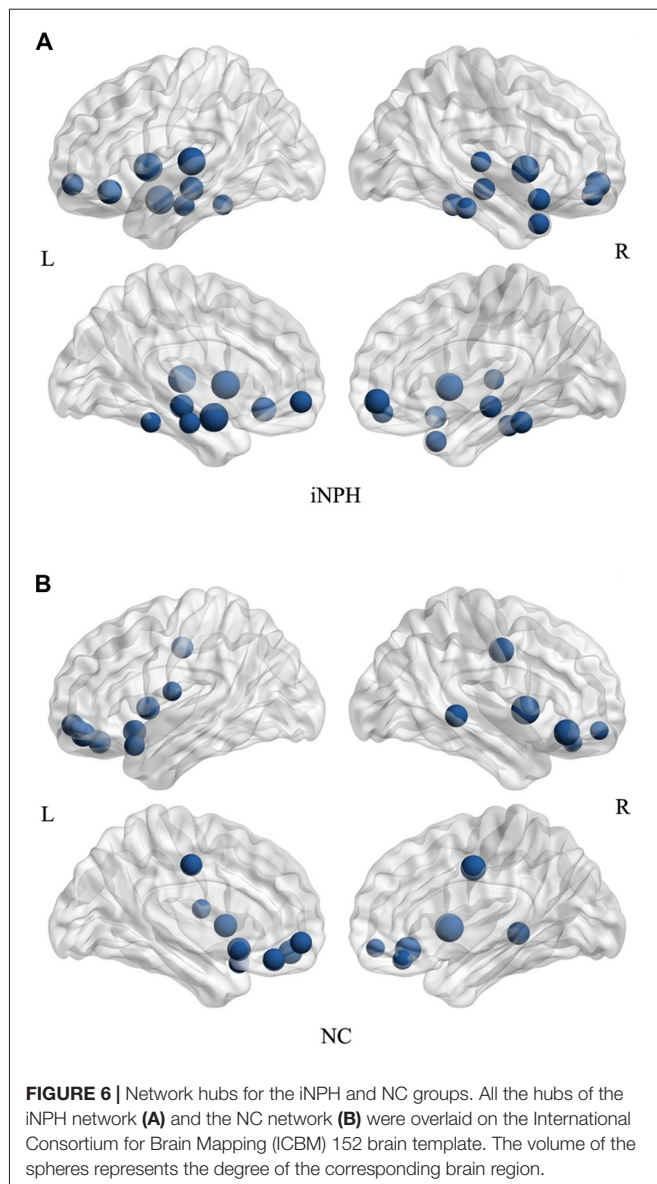 A
L R
iNPH
B
L R
NC
FIGURE 6 | Network hubs for the iNPH and NC groups. All the hubs of the
iNPH network (A) and the NC network (B) were overlaid on the International
Consortium for Brain Mapping (ICBM) 152 brain template. The volume of the
spheres represents the degree of the corresponding brain region.